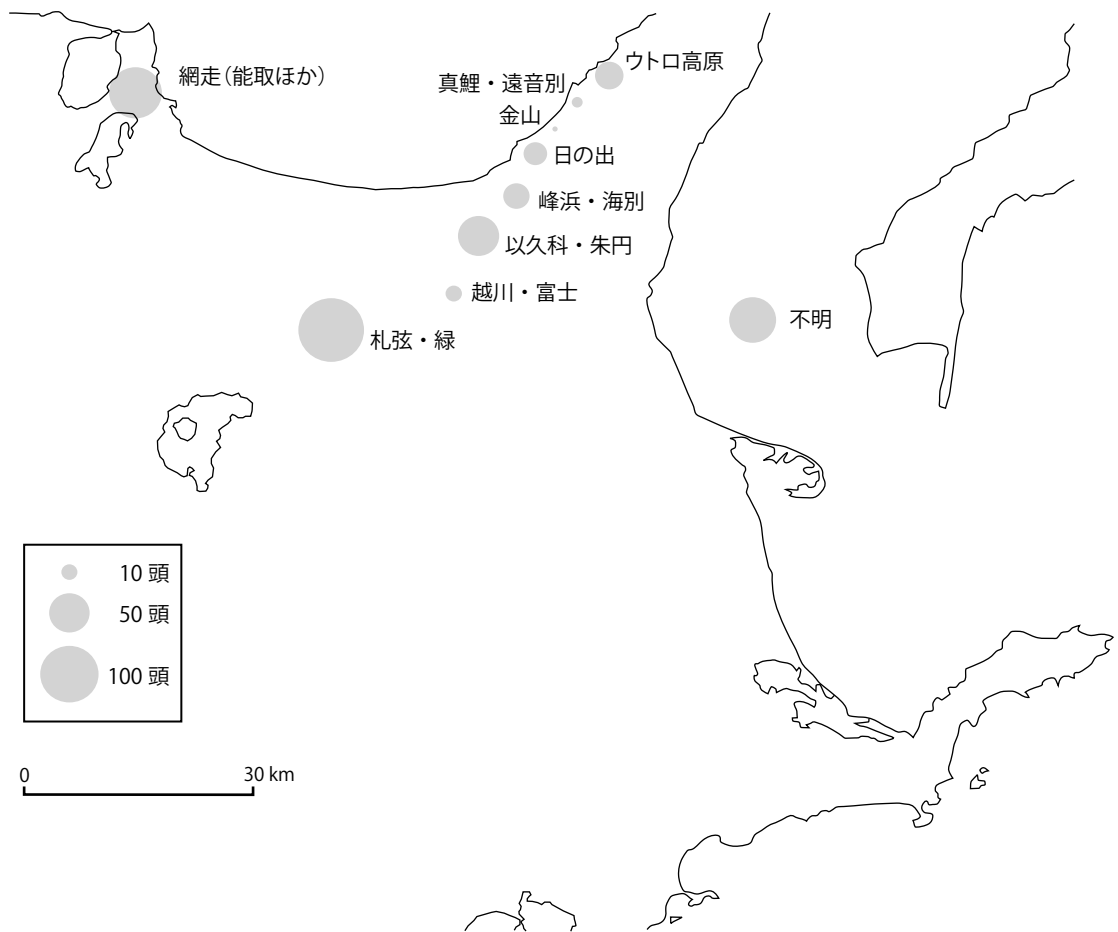 ウトロ高原
網走（能取ほか）
真鯉・遠音別
金山
日の出
峰浜・海別
以久科・朱円
越川・富士
不明
札弦・緑
10 頭
50 頭
100 頭
0 30 km